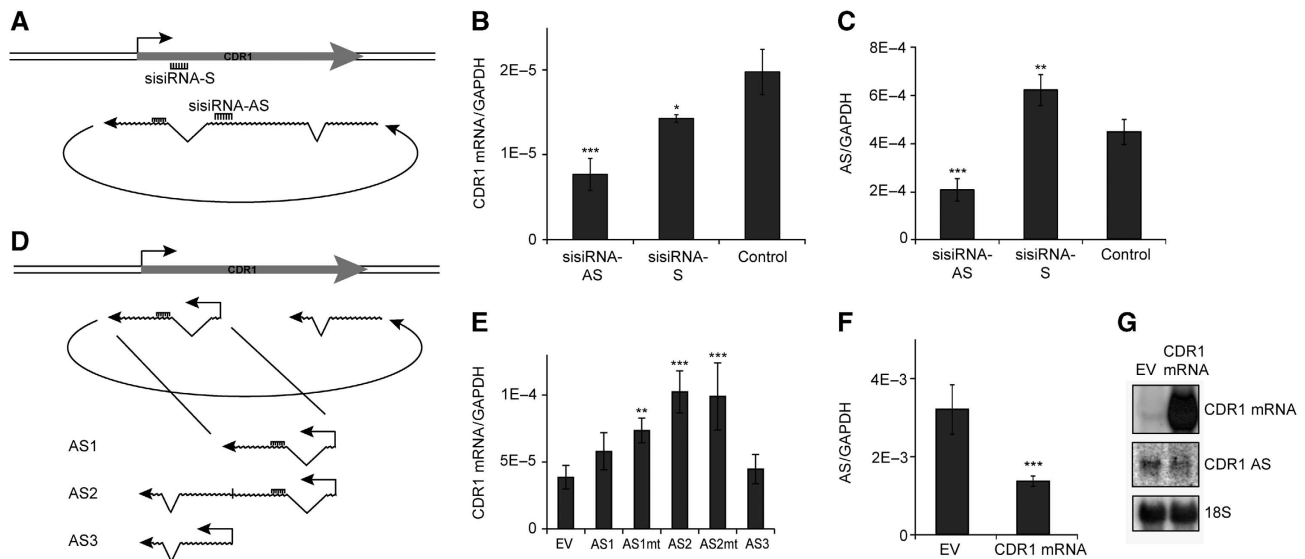 A
CDR1
sisiRNA-S
sisiRNA-AS
B
CDR1 mRNA/GAPDH
2E–5
1E–5
0
***
*
sisiRNA-
AS
sisiRNA-
S
Control
C
AS/GAPDH
8E–4
6E–4
4E–4
2E–4
0
***
**
sisiRNA-
AS
sisiRNA-
S
Control
D
CDR1
AS1
AS2
AS3
E
CDR1 mRNA/GAPDH
1E–4
5E–5
0
**
***
***
EV
AS1
AS1mt
AS2
AS2mt
AS3
F
AS/GAPDH
4E–3
2E–3
0
***
EV
CDR1 mRNA
G
EV
CDR1
mRNA
CDR1 mRNA
CDR1 AS
18S